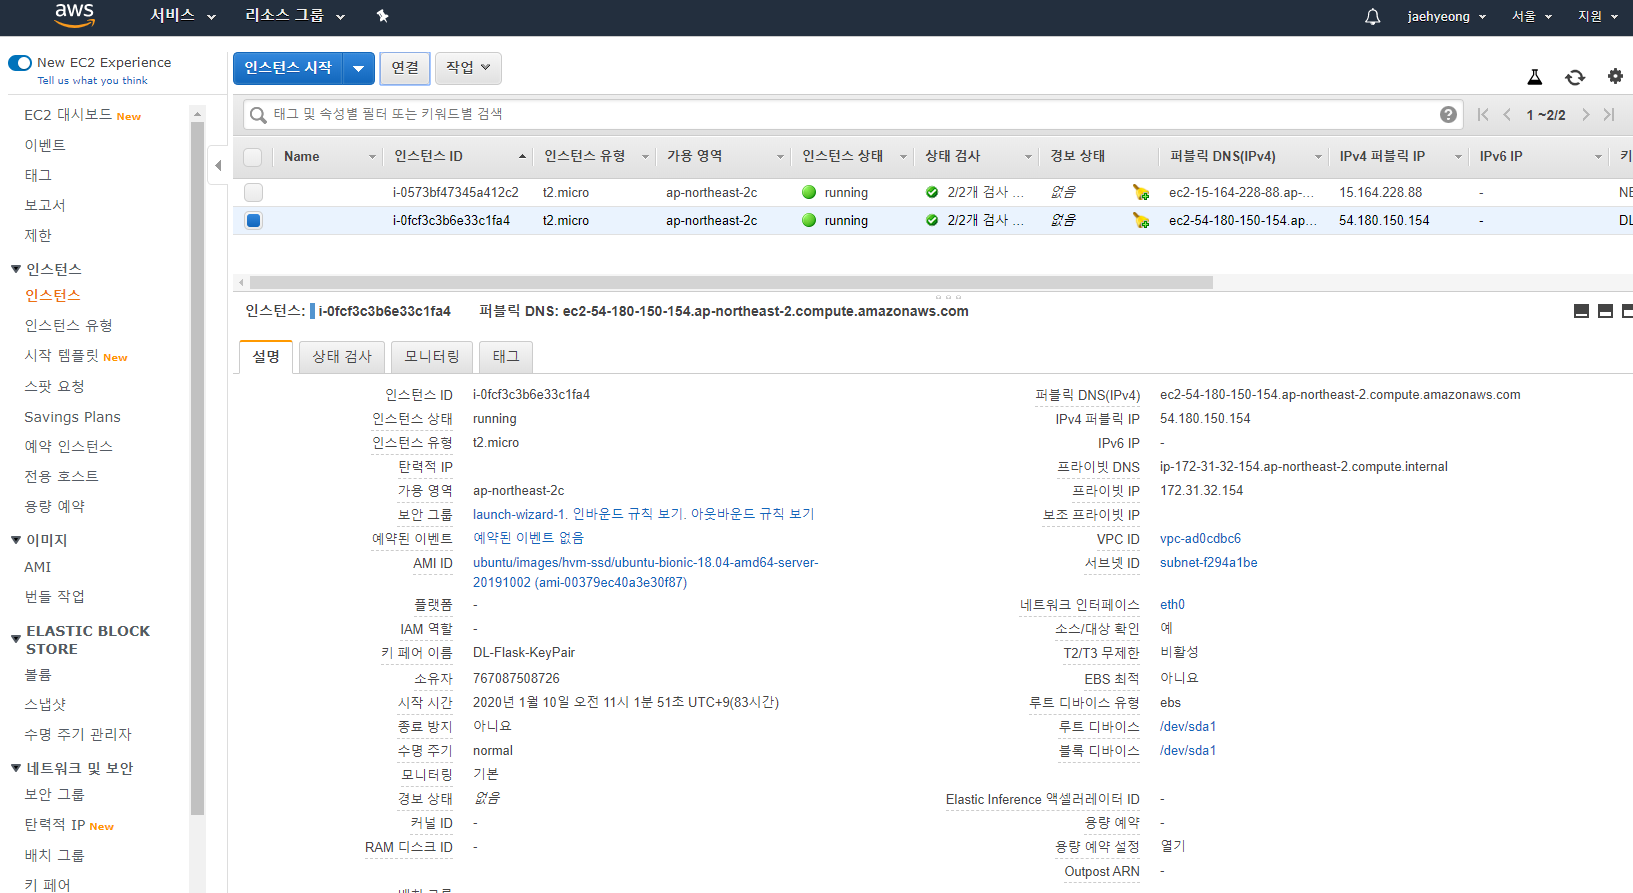 aws 서비스 리소스 그룹 jaehyeong 서울 지원
New EC2 Experience
Tell us what you think
EC2 대시보드 New
이벤트
태그
보고서
제한
인스턴스
인스턴스
인스턴스 유형
시작 템플릿 New
스팟 요청
Savings Plans
예약 인스턴스
전용 호스트
용량 예약
이미지
AMI
번들 작업
ELASTIC BLOCK
STORE
볼륨
스냅샷
수명 주기 관리자
네트워크 및 보안
보안 그룹
탄력적 IP New
배치 그룹
키 페어
인스턴스 시작 연결 작업
태그 및 속성별 필터 또는 키워드별 검색 1 ~2/2
Name 인스턴스 ID 인스턴스 유형 가용 영역 인스턴스 상태 상태 검사 경보 상태 퍼블릭 DNS(IPv4) IPv4 퍼블릭 IP IPv6 IP 키
i-0573bf47345a412c2 t2.micro ap-northeast-2c running 2/2개 검사 ... 없음 ec2-15-164-228-88.ap-... 15.164.228.88 - NE
i-0fcf3c3b6e33c1fa4 t2.micro ap-northeast-2c running 2/2개 검사 ... 없음 ec2-54-180-150-154.ap... 54.180.150.154 - DL
인스턴스: i-0fcf3c3b6e33c1fa4 퍼블릭 DNS: ec2-54-180-150-154.ap-northeast-2.compute.amazonaws.com
설명 상태 검사 모니터링 태그
인스턴스 ID i-0fcf3c3b6e33c1fa4
인스턴스 상태 running
인스턴스 유형 t2.micro
탄력적 IP
가용 영역 ap-northeast-2c
보안 그룹 launch-wizard-1. 인바운드 규칙 보기. 아웃바운드 규칙 보기
예약된 이벤트 예약된 이벤트 없음
AMI ID ubuntu/images/hvm-ssd/ubuntu-bionic-18.04-amd64-server-
20191002 (ami-00379ec40a3e30f87)
플랫폼 -
IAM 역할 -
키 페어 이름 DL-Flask-KeyPair
소유자 767087508726
시작 시간 2020년 1월 10일 오전 11시 1분 51초 UTC+9(83시간)
종료 방지 아니요
수명 주기 normal
모니터링 기본
경보 상태 없음
커널 ID -
RAM 디스크 ID -
퍼블릭 DNS(IPv4) ec2-54-180-150-154.ap-northeast-2.compute.amazonaws.com
IPv4 퍼블릭 IP 54.180.150.154
IPv6 IP -
프라이빗 DNS ip-172-31-32-154.ap-northeast-2.compute.internal
프라이빗 IP 172.31.32.154
보조 프라이빗 IP
VPC ID vpc-ad0cdbc6
서브넷 ID subnet-f294a1be
네트워크 인터페이스 eth0
소스/대상 확인 예
T2/T3 무제한 비활성
EBS 최적 아니요
루트 디바이스 유형 ebs
루트 디바이스 /dev/sda1
블록 디바이스 /dev/sda1
Elastic Inference 액셀러레이터 ID -
용량 예약 -
용량 예약 설정 열기
Outpost ARN -